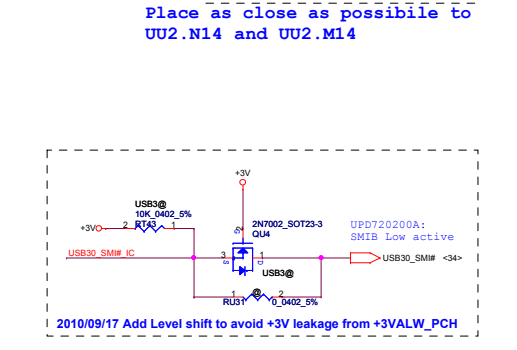 Place as close as possibile to
UU2.N14 and UU2.M14
+3V
USB3@
10K_0402_5%
RT43
+3V
2
1
2N7002_SOT23-3
QU4
G
2
UPD720200A:
SMIB Low active
USB30_SMI#_IC
3
S
1
D
USB30_SMI# <34>
USB3@
1
@
2
RU31
0_0402_5%
2010/09/17 Add Level shift to avoid +3V leakage from +3VALW_PCH